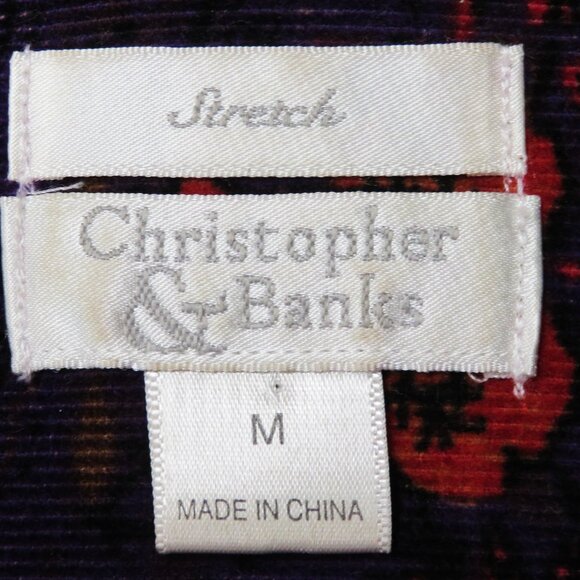 Stretch
Christopher
& Banks
M
MADE IN CHINA